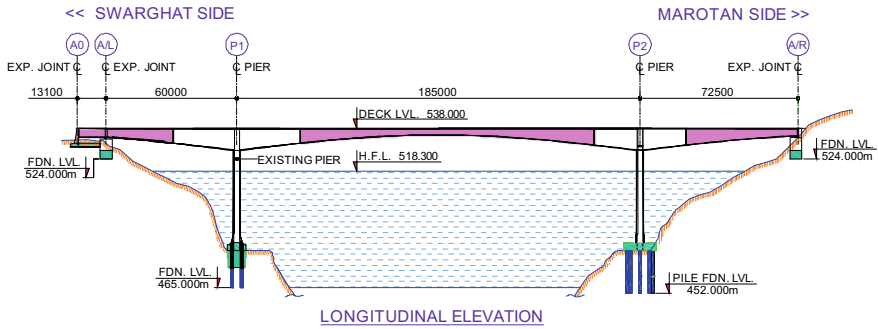 << SWARGHAT SIDE
MAROTAN SIDE >>
A0 A/L P1 P2 A/R
EXP. JOINT ℄ ℄ EXP. JOINT ℄ PIER ℄ PIER EXP. JOINT ℄
13100 60000 185000 72500
DECK LVL. 538.000
EXISTING PIER
H.F.L. 518.300
FDN. LVL.
524.000m
FDN. LVL.
524.000m
FDN. LVL.
465.000m
PILE FDN. LVL.
452.000m
LONGITUDINAL ELEVATION